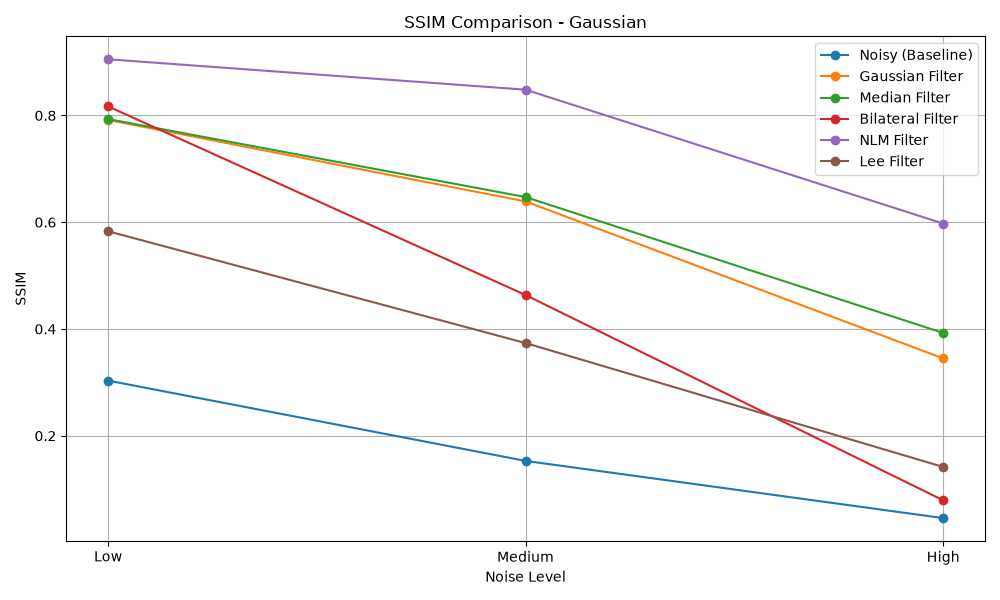 SSIM Comparison - Gaussian
Noisy (Baseline)
Gaussian Filter
Median Filter
Bilateral Filter
NLM Filter
Lee Filter
SSIM
0.8
0.6
0.4
0.2
Low
Medium
High
Noise Level